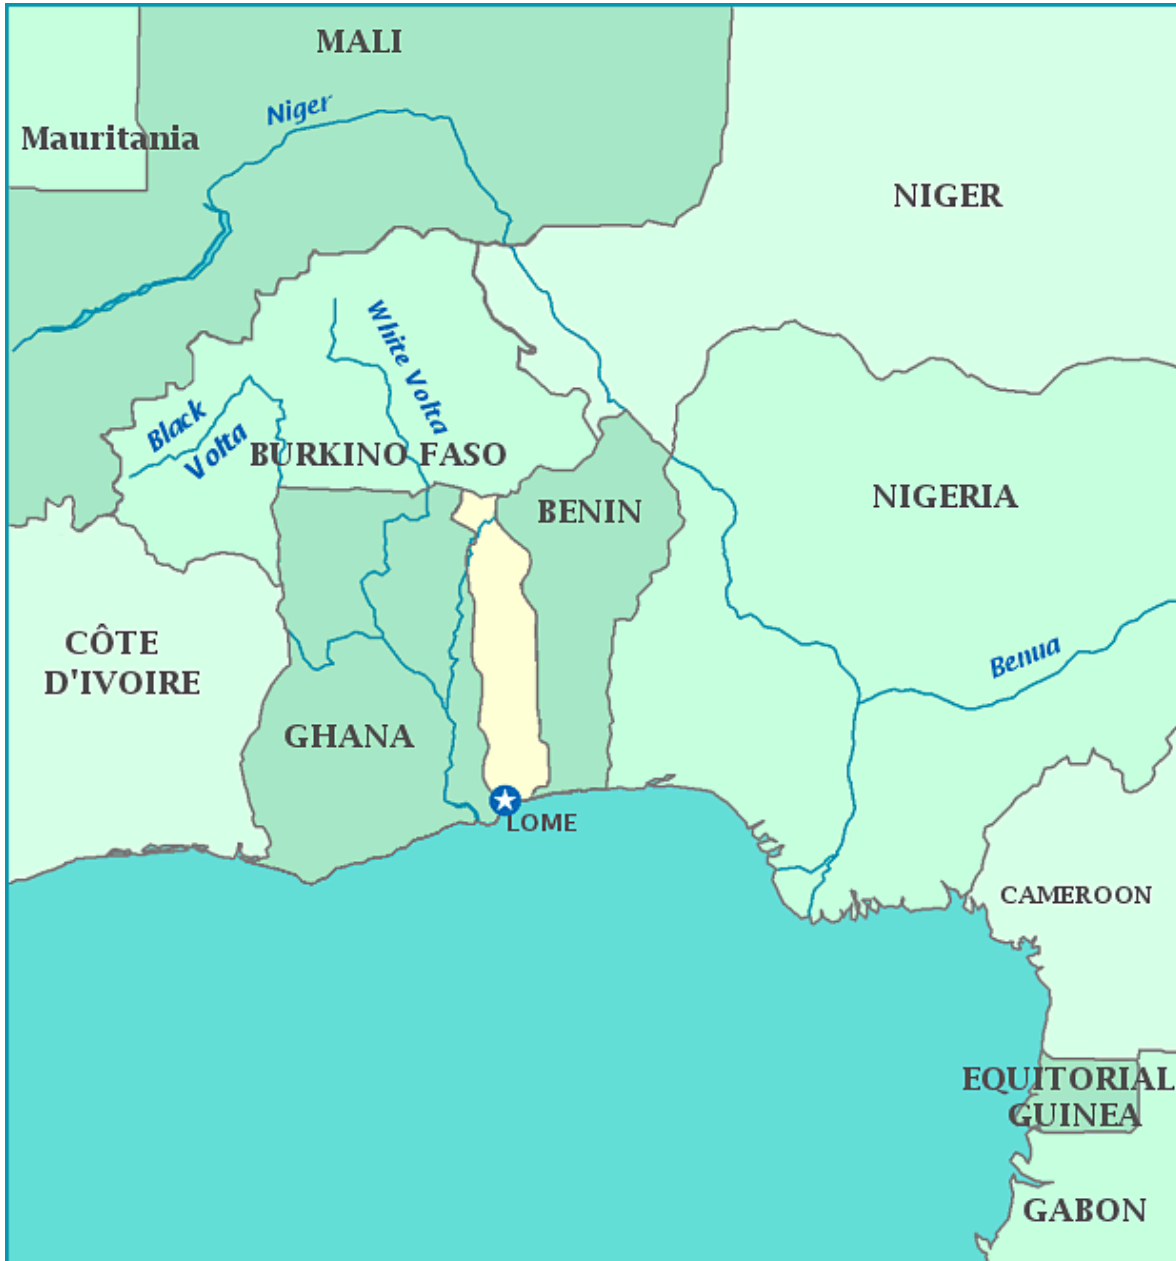 MALI
Niger
Mauritania
NIGER
White Volta
Black
Volta
BURKINO FASO
BENIN
NIGERIA
CÔTE
D'IVOIRE
Benua
GHANA
LOME
CAMEROON
EQUITORIAL
GUINEA
GABON